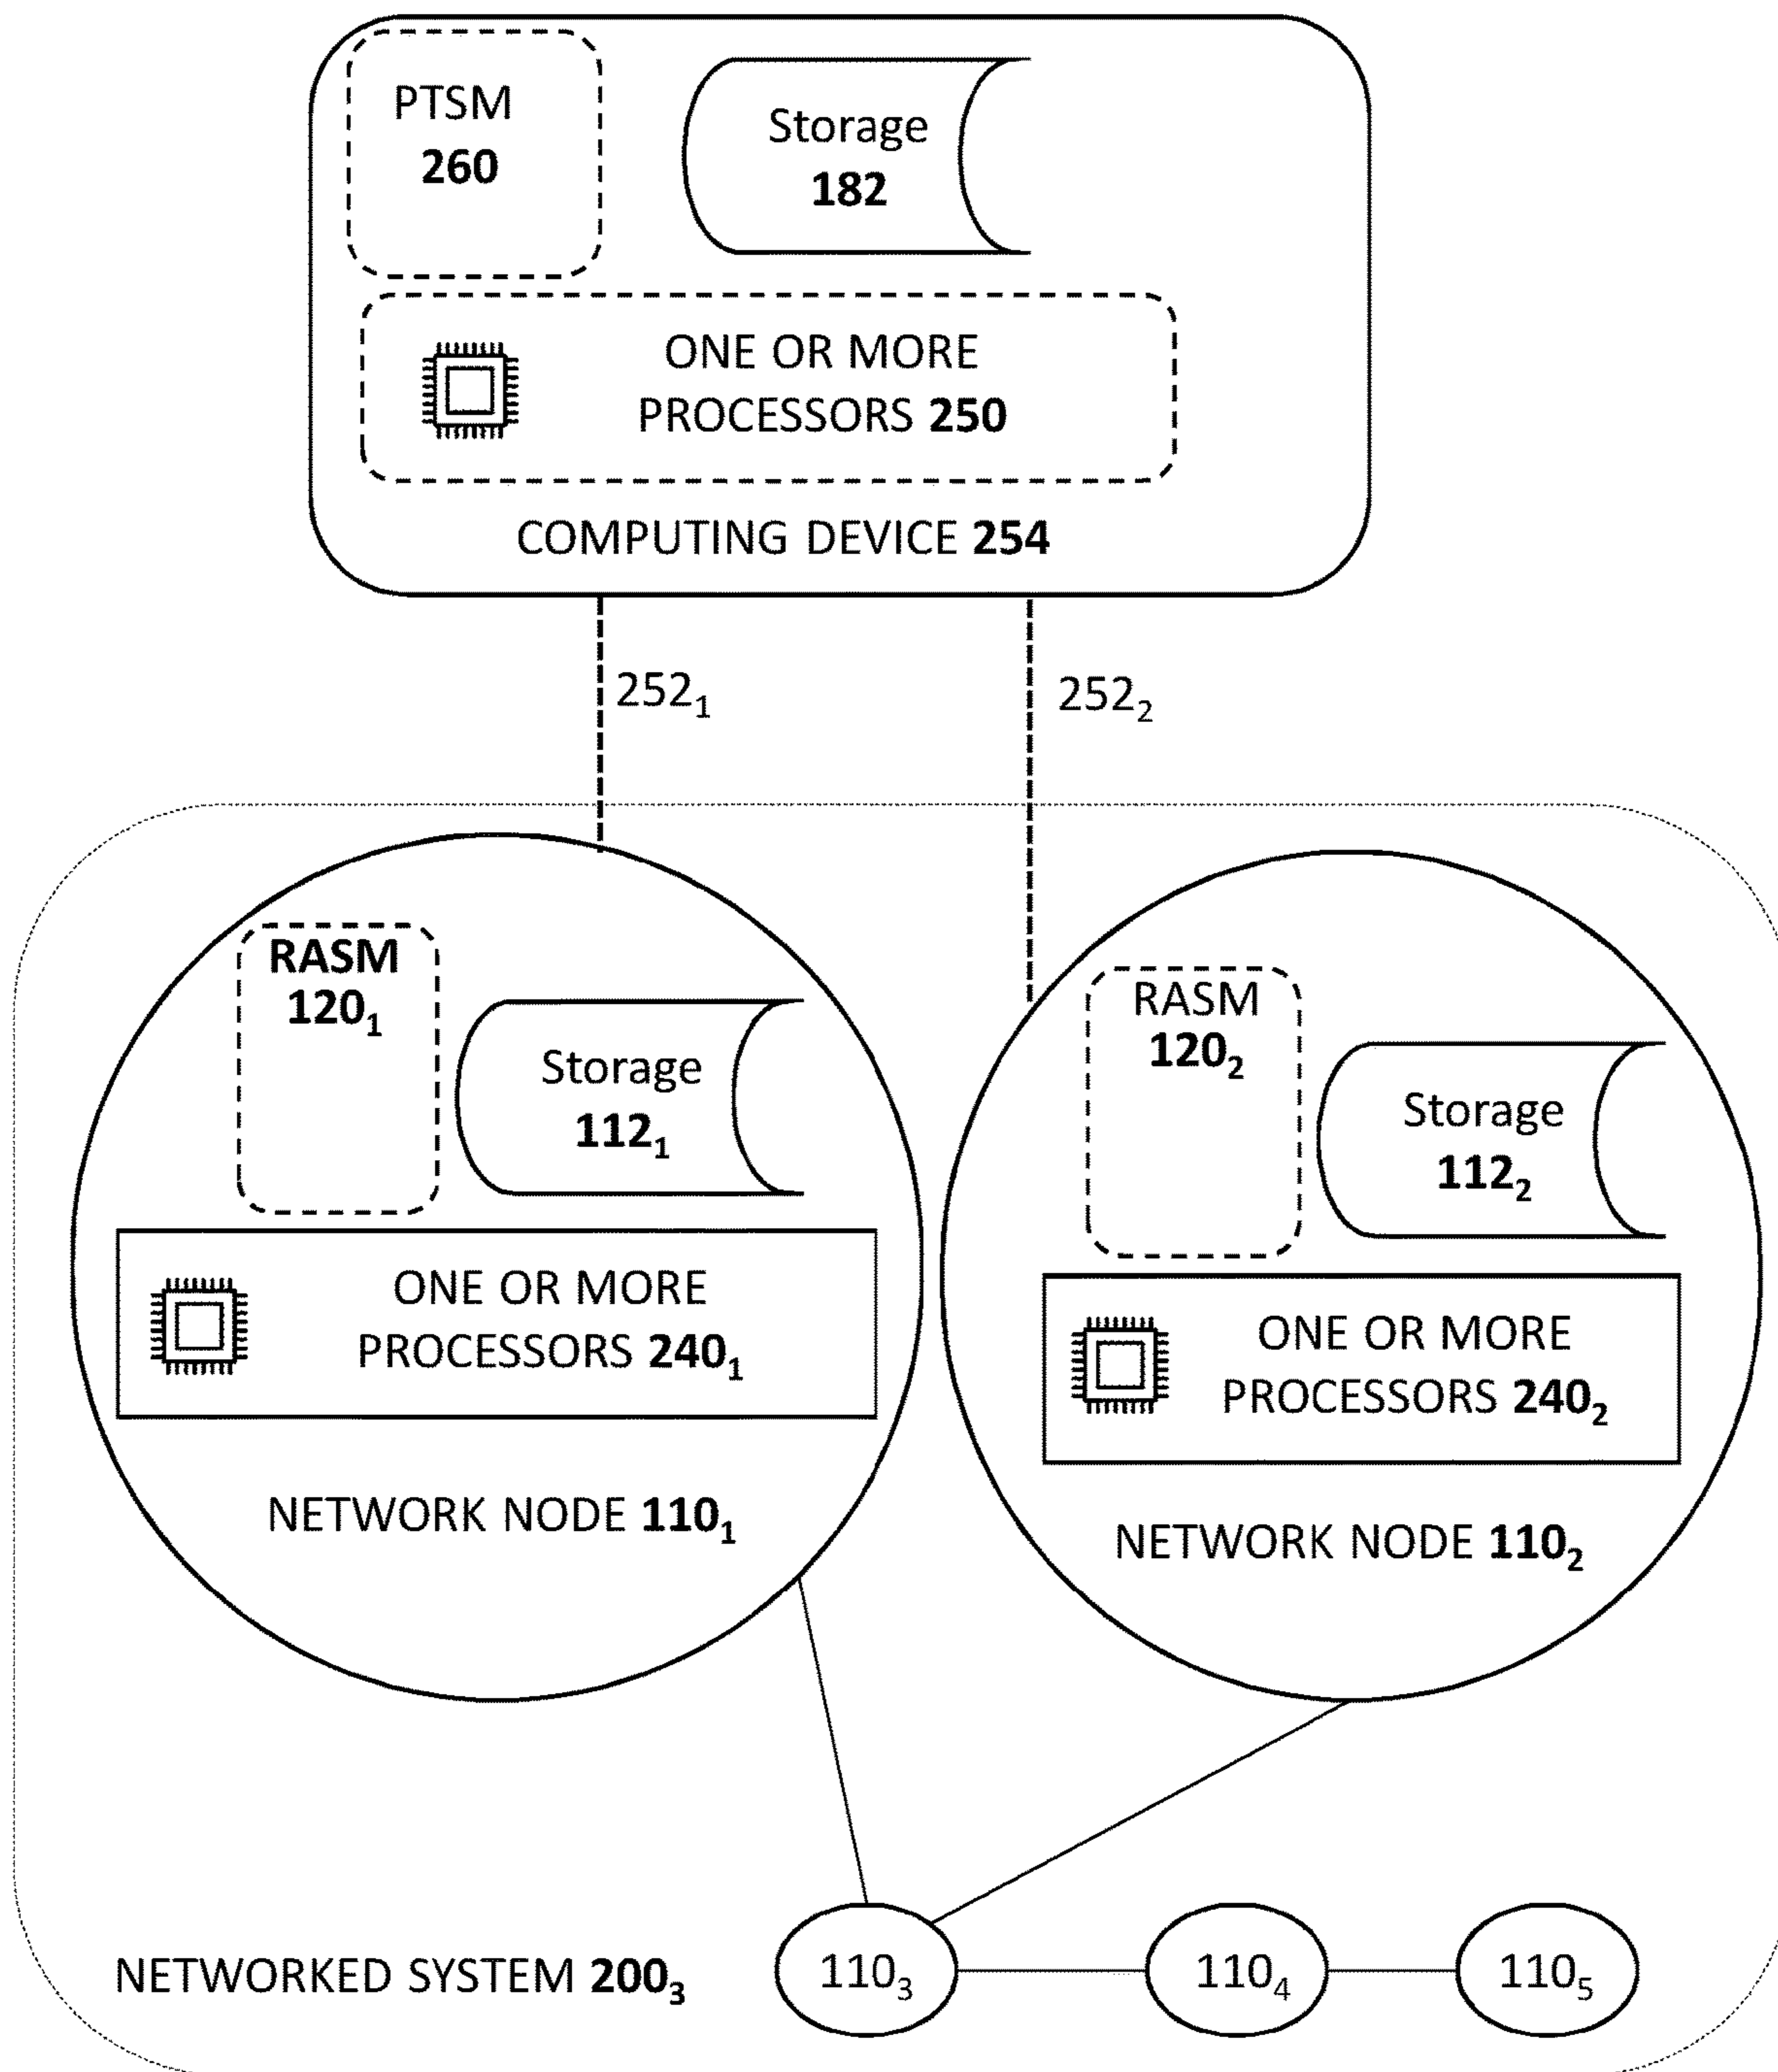 PTSM
260
Storage
182
ONE OR MORE
PROCESSORS 250
COMPUTING DEVICE 254
252₁
252₂
RASM
120₁
Storage
112₁
ONE OR MORE
PROCESSORS 240₁
NETWORK NODE 110₁
RASM
120₂
Storage
112₂
ONE OR MORE
PROCESSORS 240₂
NETWORK NODE 110₂
NETWORKED SYSTEM 200₃
110₃
110₄
110₅